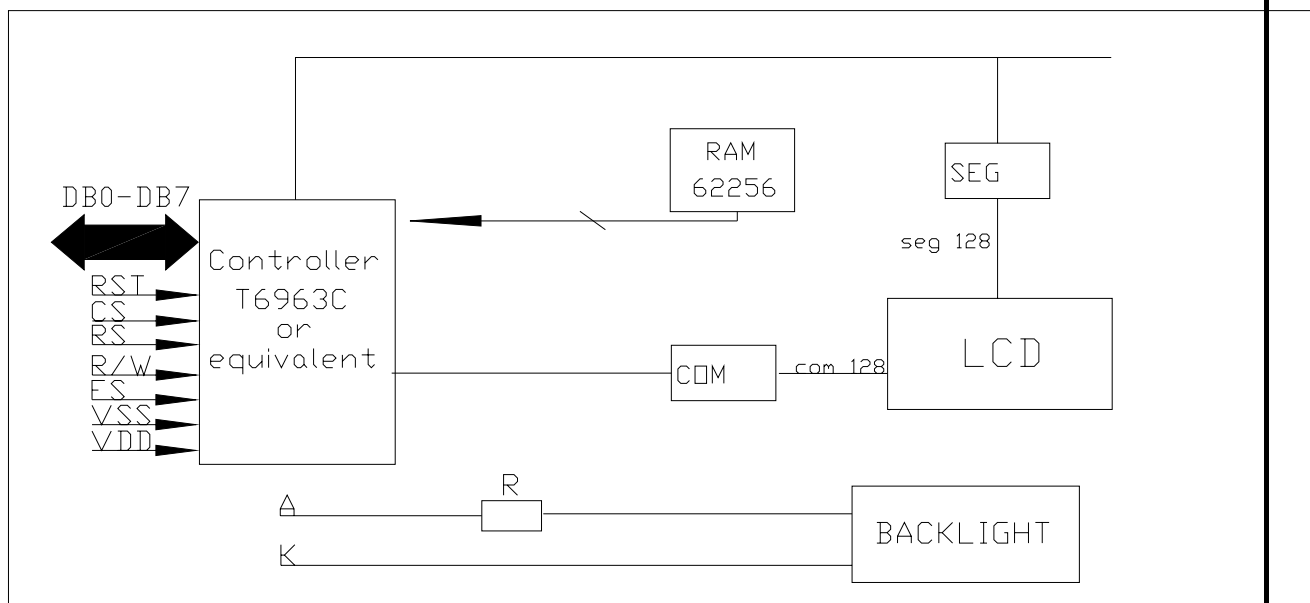 RAM
62256
SEG
DB0-DB7
seg 128
Controller
T6963C
or
equivalent
RST
CS
RS
R/W
ES
VSS
VDD
COM
com 128
LCD
R
A
K
BACKLIGHT